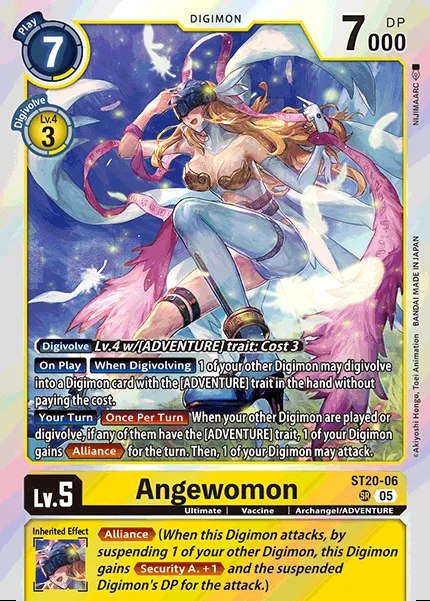 Play
7
DIGIMON
DP
7000
Digivolve
Lv.4
3
NIJIMAARC
©Akiyoshi Hongo, Toei Animation BANDAI MADE IN JAPAN
Digivolve Lv.4 w/[ADVENTURE] trait: Cost 3
On Play When Digivolving 1 of your other Digimon may digivolve
into a Digimon card with the [ADVENTURE] trait in the hand without
paying the cost.
Your Turn Once Per Turn When your other Digimon are played or
digivolve, if any of them have the [ADVENTURE] trait, 1 of your Digimon
gains Alliance for the turn. Then, 1 of your Digimon may attack.
Lv.5
Angewomon
ST20-06
SR 05
Ultimate | Vaccine | Archangel/ADVENTURE
Inherited Effect
Alliance (When this Digimon attacks, by
suspending 1 of your other Digimon, this Digimon
gains Security A. +1 and the suspended
Digimon's DP for the attack.)